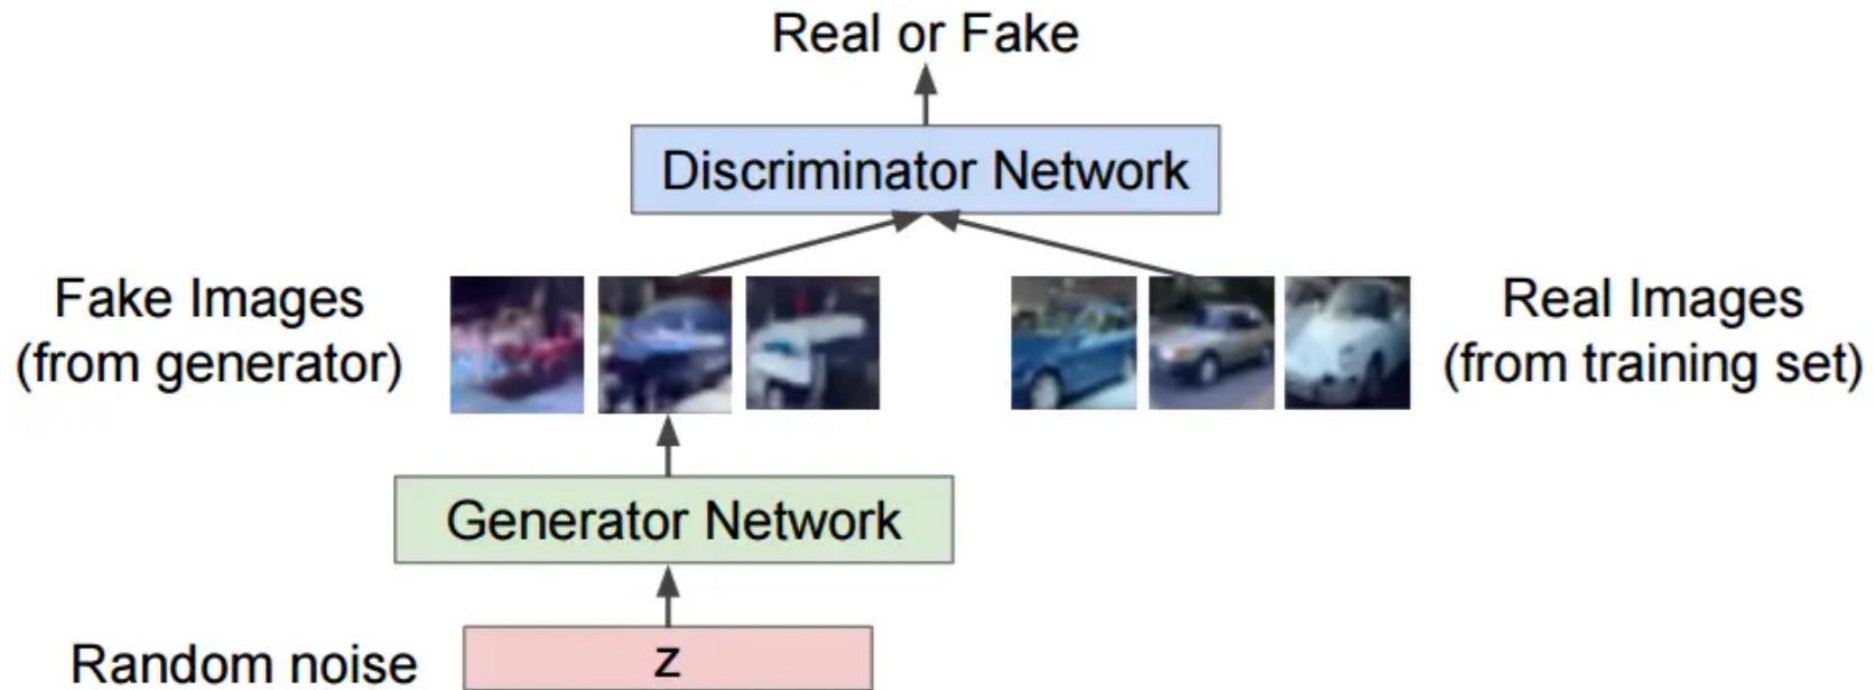 Real or Fake
Discriminator Network
Fake Images
(from generator)
Real Images
(from training set)
Generator Network
Random noise
z